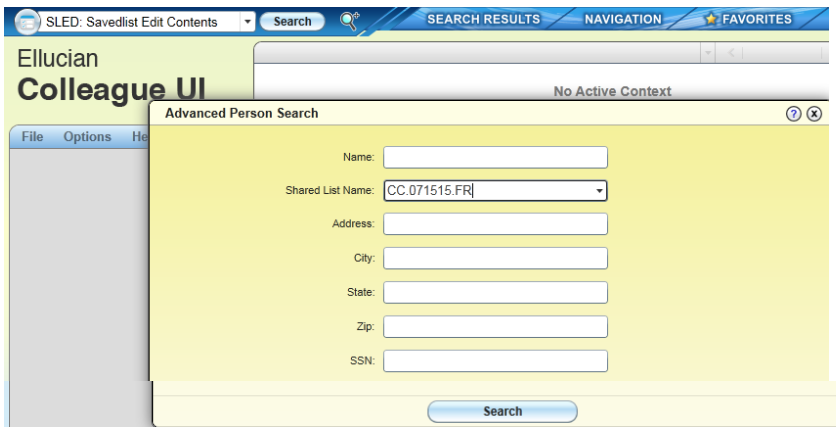 SLED: Savedlist Edit Contents Search SEARCH RESULTS NAVIGATION FAVORITES
Ellucian
Colleague UI
No Active Context
Advanced Person Search
File Options He
Name:
Shared List Name: CC.071515.FR
Address:
City:
State:
Zip:
SSN:
Search